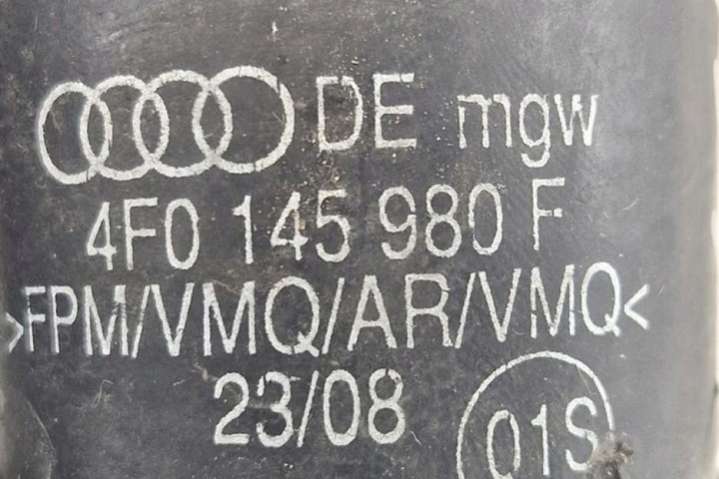 DE mgw
4F0 145 980 F
>FPM/VMQ/AR/VMQ<
23/08
01S